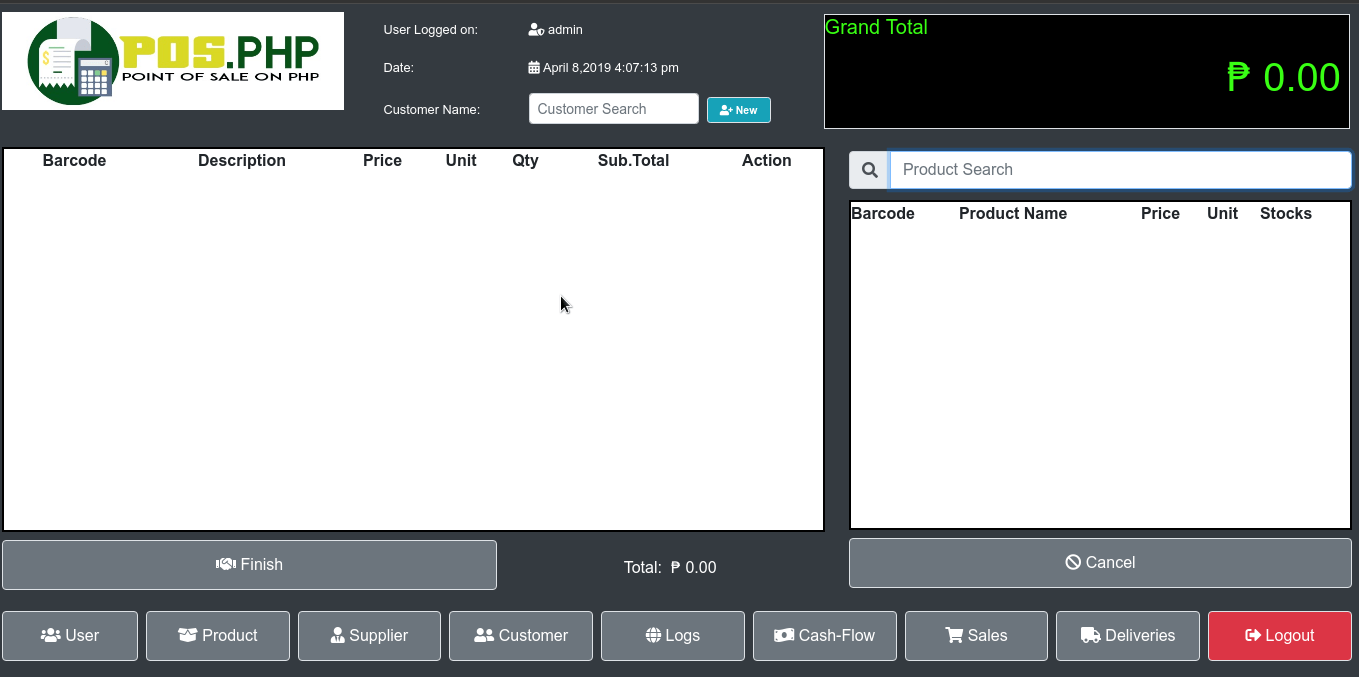 POS.PHP
POINT OF SALE ON PHP
User Logged on: admin
Date: April 8,2019 4:07:13 pm
Customer Name: Customer Search New
Grand Total
₱ 0.00
Barcode Description Price Unit Qty Sub.Total Action
Product Search
Barcode Product Name Price Unit Stocks
Finish
Total: ₱ 0.00
Cancel
User Product Supplier Customer Logs Cash-Flow Sales Deliveries Logout